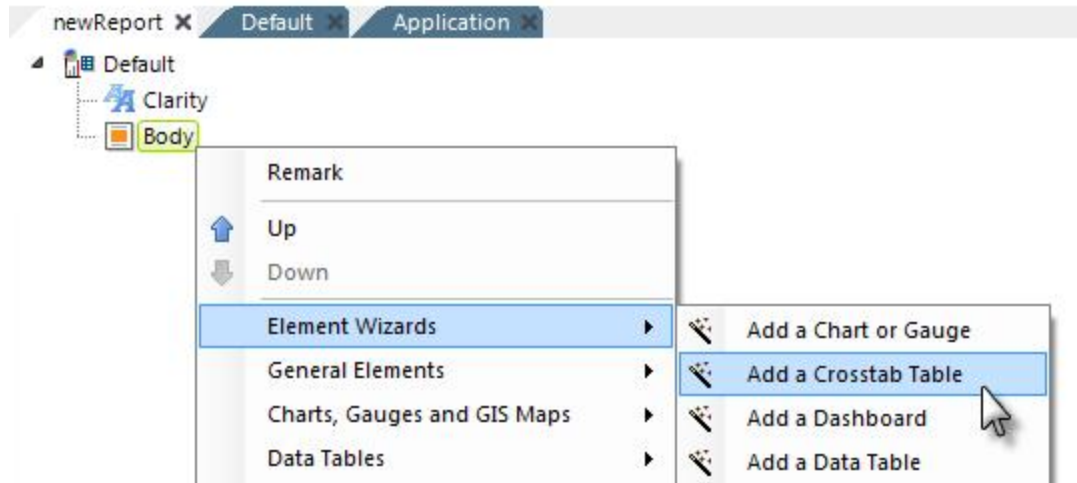 newReport Default Application
Default
Clarity
Body
Remark
Up
Down
Element Wizards Add a Chart or Gauge
General Elements Add a Crosstab Table
Charts, Gauges and GIS Maps Add a Dashboard
Data Tables Add a Data Table